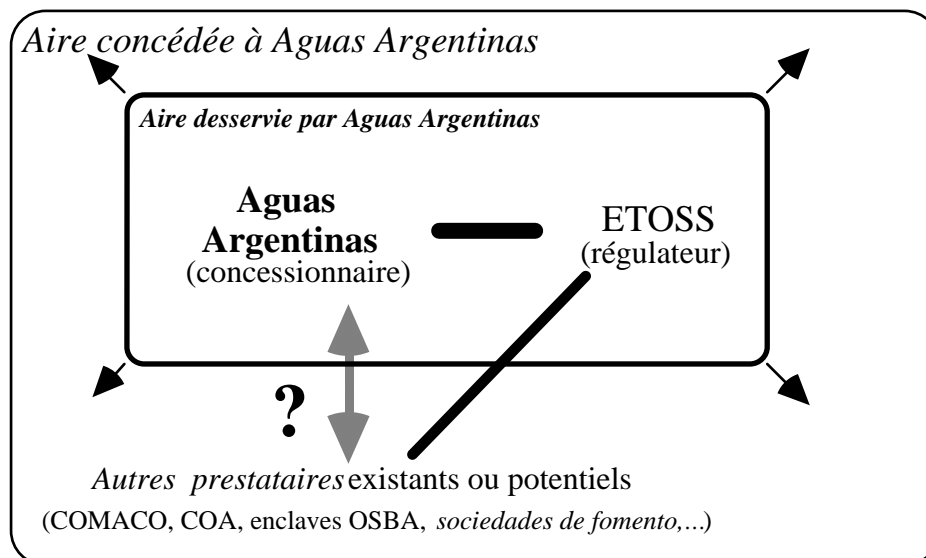 Aire concédée à Aguas Argentinas
Aire desservie par Aguas Argentinas
Aguas
Argentinas
(concessionnaire)
ETOSS
(régulateur)
?
Autres prestataires existants ou potentiels
(COMACO, COA, enclaves OSBA, sociedades de fomento,...)